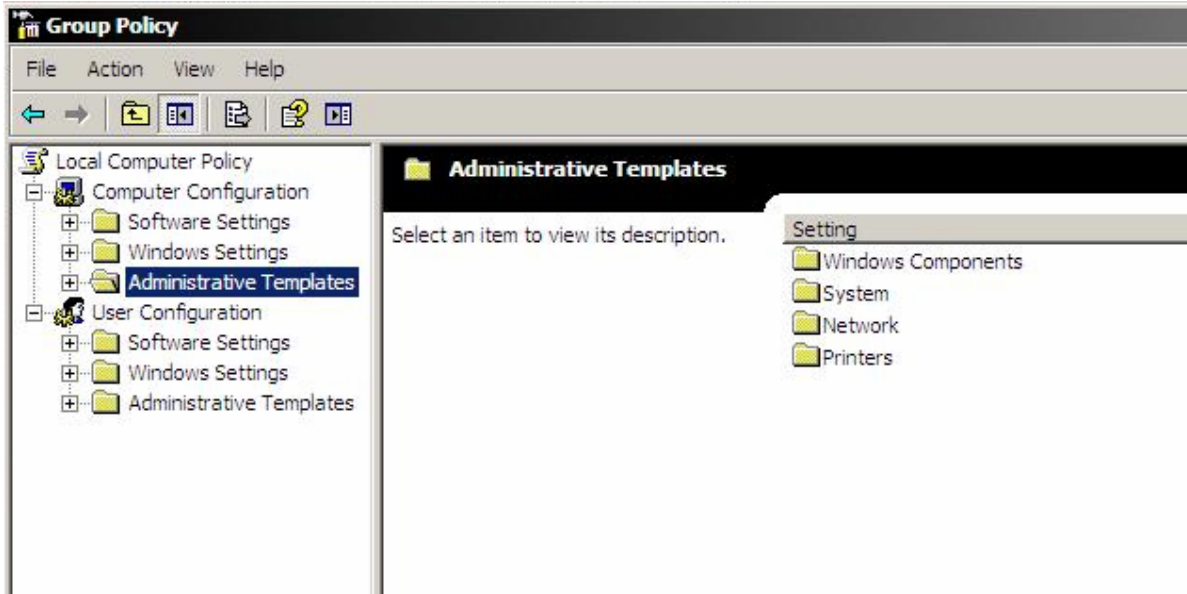 Group Policy
File Action View Help
Local Computer Policy
Computer Configuration
Software Settings
Windows Settings
Administrative Templates
User Configuration
Software Settings
Windows Settings
Administrative Templates
Administrative Templates
Select an item to view its description.
Setting
Windows Components
System
Network
Printers